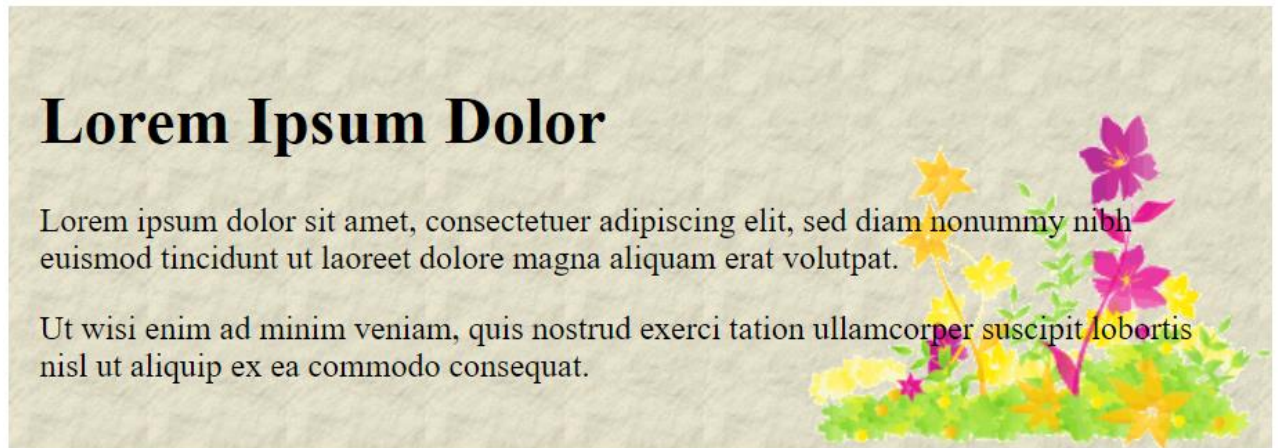 Lorem Ipsum Dolor
Lorem ipsum dolor sit amet, consectetuer adipiscing elit, sed diam nonummy nibh
euismod tincidunt ut laoreet dolore magna aliquam erat volutpat.
Ut wisi enim ad minim veniam, quis nostrud exerci tation ullamcorper suscipit lobortis
nisl ut aliquip ex ea commodo consequat.